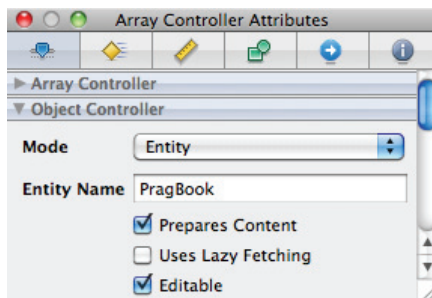 Array Controller Attributes
Array Controller
Object Controller
Mode Entity
Entity Name PragBook
Prepares Content
Uses Lazy Fetching
Editable